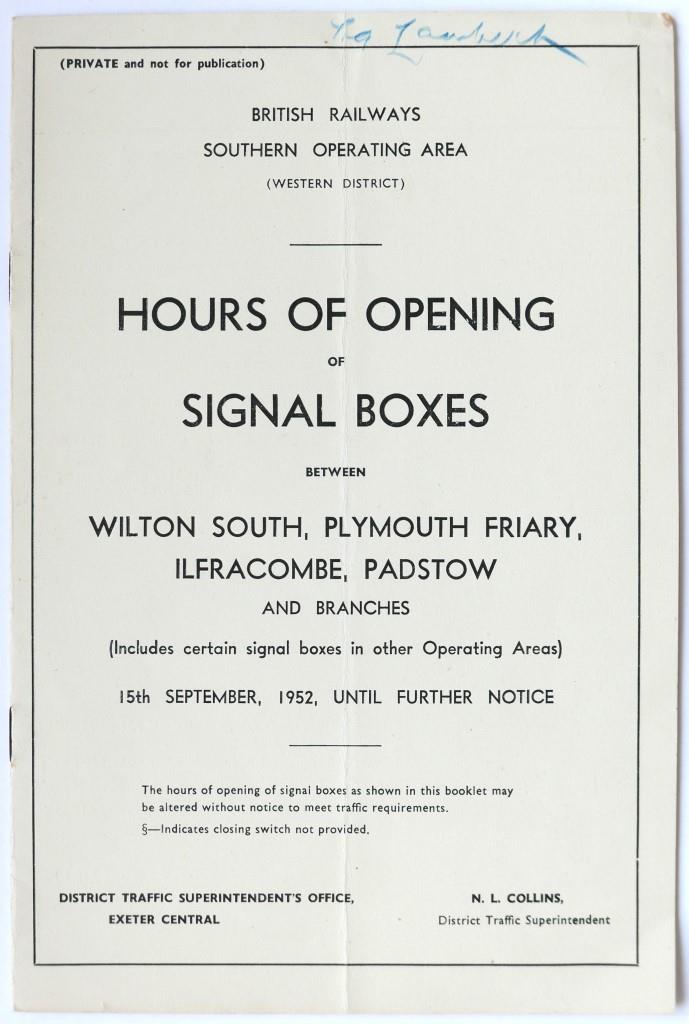 (PRIVATE and not for publication)
BRITISH RAILWAYS
SOUTHERN OPERATING AREA
(WESTERN DISTRICT)
HOURS OF OPENING
OF
SIGNAL BOXES
BETWEEN
WILTON SOUTH, PLYMOUTH FRIARY,
ILFRACOMBE, PADSTOW
AND BRANCHES
(Includes certain signal boxes in other Operating Areas)
15th SEPTEMBER, 1952, UNTIL FURTHER NOTICE
The hours of opening of signal boxes as shown in this booklet may
be altered without notice to meet traffic requirements.
§—Indicates closing switch not provided.
DISTRICT TRAFFIC SUPERINTENDENT'S OFFICE,
EXETER CENTRAL
N. L. COLLINS,
District Traffic Superintendent